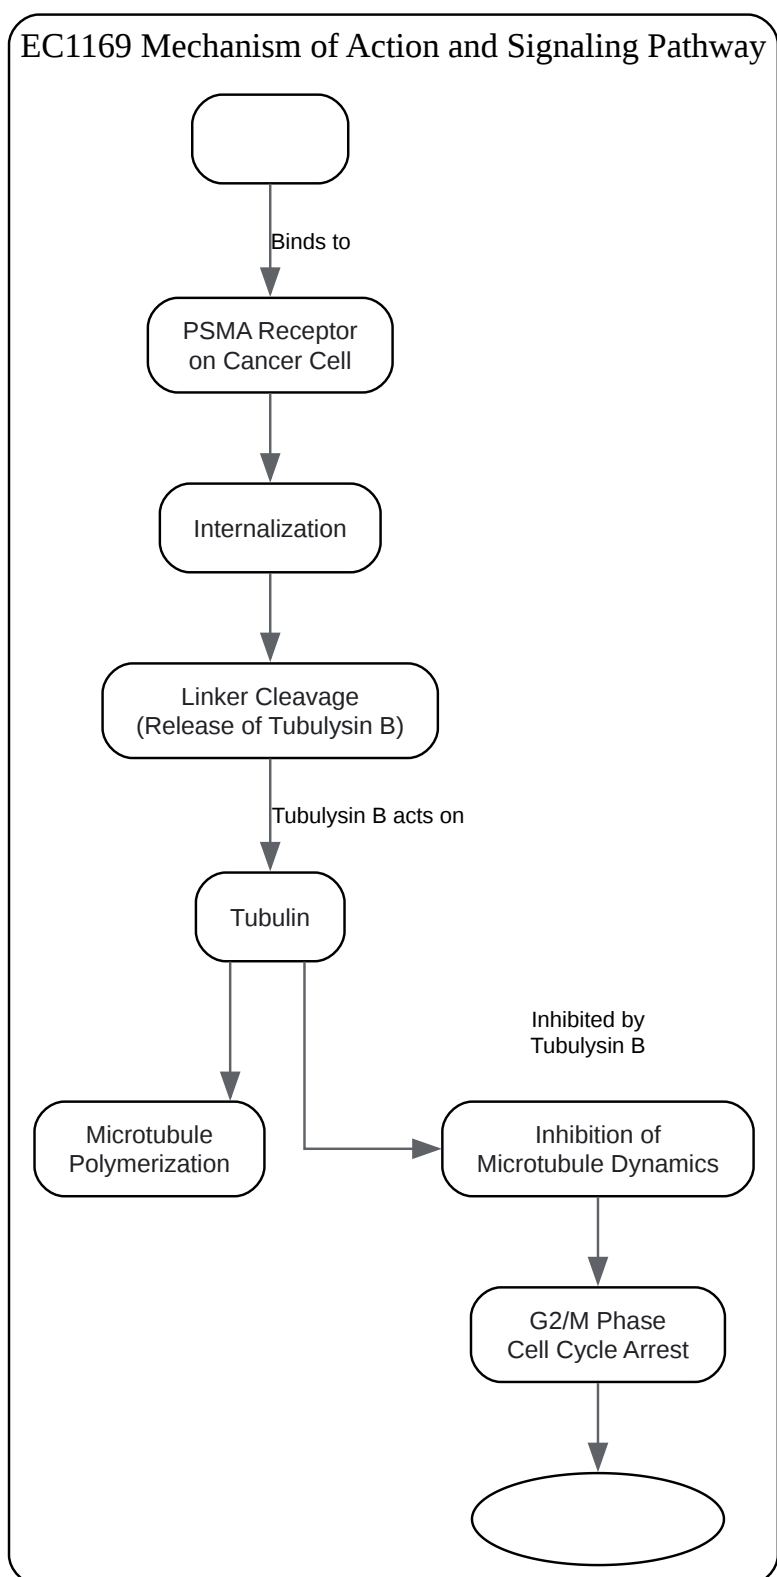 EC1169 Mechanism of Action and Signaling Pathway
Binds to
PSMA Receptor
on Cancer Cell
Internalization
Linker Cleavage
(Release of Tubulysin B)
Tubulysin B acts on
Tubulin
Inhibited by
Tubulysin B
Microtubule
Polymerization
Inhibition of
Microtubule Dynamics
G2/M Phase
Cell Cycle Arrest